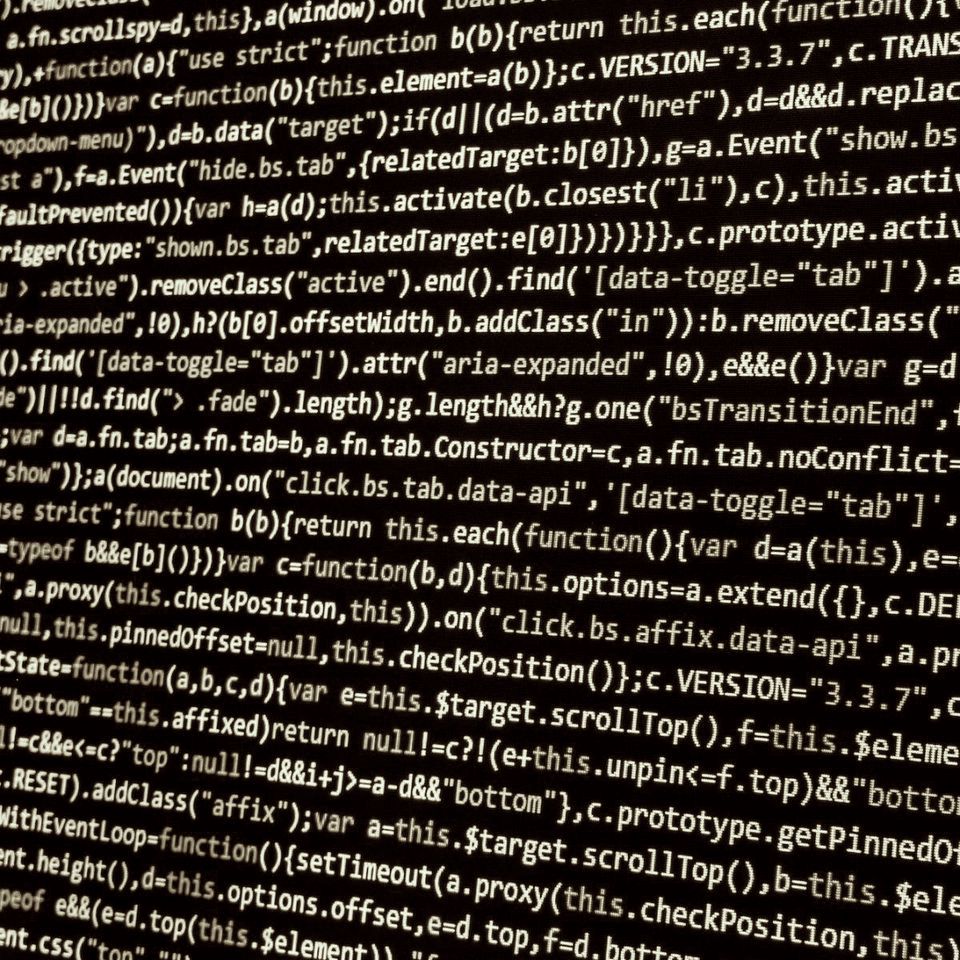 ).removeClass(
a.fn.scrollspy=d,this},a(window).on("load.bs.
y),+function(a){"use strict";function b(b){return this.each(function(){
&e[b]()})}var c=function(b){this.element=a(b)};c.VERSION="3.3.7",c.TRANS
ropdown-menu)"),d=b.data("target");if(d||(d=b.attr("href"),d=d&&d.replac
st a"),f=a.Event("hide.bs.tab",{relatedTarget:b[0]}),g=a.Event("show.bs
faultPrevented()){var h=a(d);this.activate(b.closest("li"),c),this.activ
rigger({type:"shown.bs.tab",relatedTarget:e[0]})})}}},c.prototype.activ
u > .active").removeClass("active").end().find('[data-toggle="tab"]').a
ria-expanded",!0),h?(b[0].offsetWidth,b.addClass("in")):b.removeClass("
().find('[data-toggle="tab"]').attr("aria-expanded",!0),e&&e()}var g=d
de")||!!d.find("> .fade").length);g.length&&h?g.one("bsTransitionEnd",f
;var d=a.fn.tab;a.fn.tab=b,a.fn.tab.Constructor=c,a.fn.tab.noConflict=
"show")};a(document).on("click.bs.tab.data-api",'[data-toggle="tab"]',
se strict";function b(b){return this.each(function(){var d=a(this),e=
=typeof b&&e[b]()})}var c=function(b,d){this.options=a.extend({},c.DE
",a.proxy(this.checkPosition,this)).on("click.bs.affix.data-api",a.pr
null,this.pinnedOffset=null,this.checkPosition()};c.VERSION="3.3.7",c
tState=function(a,b,c,d){var e=this.$target.scrollTop(),f=this.$eleme
"bottom"==this.affixed)return null!=c?!(e+this.unpin<=f.top)&&"botto
l!=c&&e<=c?"top":null!=d&&i+j>=a-d&&"bottom"},c.prototype.getPinnedOf
.RESET).addClass("affix");var a=this.$target.scrollTop(),b=this.$ele
WithEventLoop=function(){setTimeout(a.proxy(this.checkPosition,this)
ent.height(),d=this.options.offset,e=d.top,f=d.bottom
peof e&&(e=d.top(this.$element)),"f
ent.css("top","")